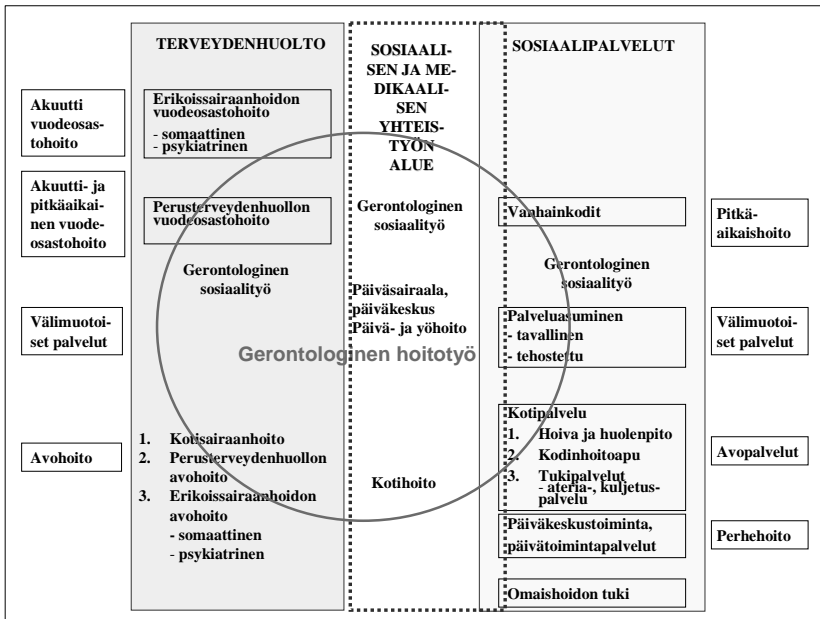 TERVEYDENHUOLTO
Akuutti
vuodeosas-
tohoito
Erikoissairaanhoidon
vuodeosastohoito
- somaattinen
- psykiatrinen
Akuutti- ja
pitkäaikai-
nen vuode-
osastohoito
Perusterveydenhuollon
vuodeosastohoito
Gerontologinen
sosiaalityö
Välimuotoi-
set palvelut
Avohoito
1. Kotisairaanhoito
2. Perusterveydenhuollon
avohoito
3. Erikoissairaanhoidon
avohoito
- somaattinen
- psykiatrinen
SOSIAALI-
SEN JA ME-
DIKAALI-
SEN
YHTEIS-
TYÖN
ALUE
Gerontologinen
sosiaalityö
Päiväsairaala,
päiväkeskus
Päivä- ja yöhoito
Gerontologinen hoitotyö
Kotihoito
SOSIAALIPALVELUT
Vanhainkodit
Pitkä-
aikaishoito
Gerontologinen
sosiaalityö
Palveluasuminen
- tavallinen
- tehostettu
Välimuotoi-
set palvelut
Kotipalvelu
1. Hoiva ja huolenpito
2. Kodinhoitoapu
3. Tukipalvelut
- ateria-, kuljetus-
palvelu
Avopalvelut
Päiväkeskustoiminta,
päivätoimintapalvelut
Perhehoito
Omaishoidon tuki